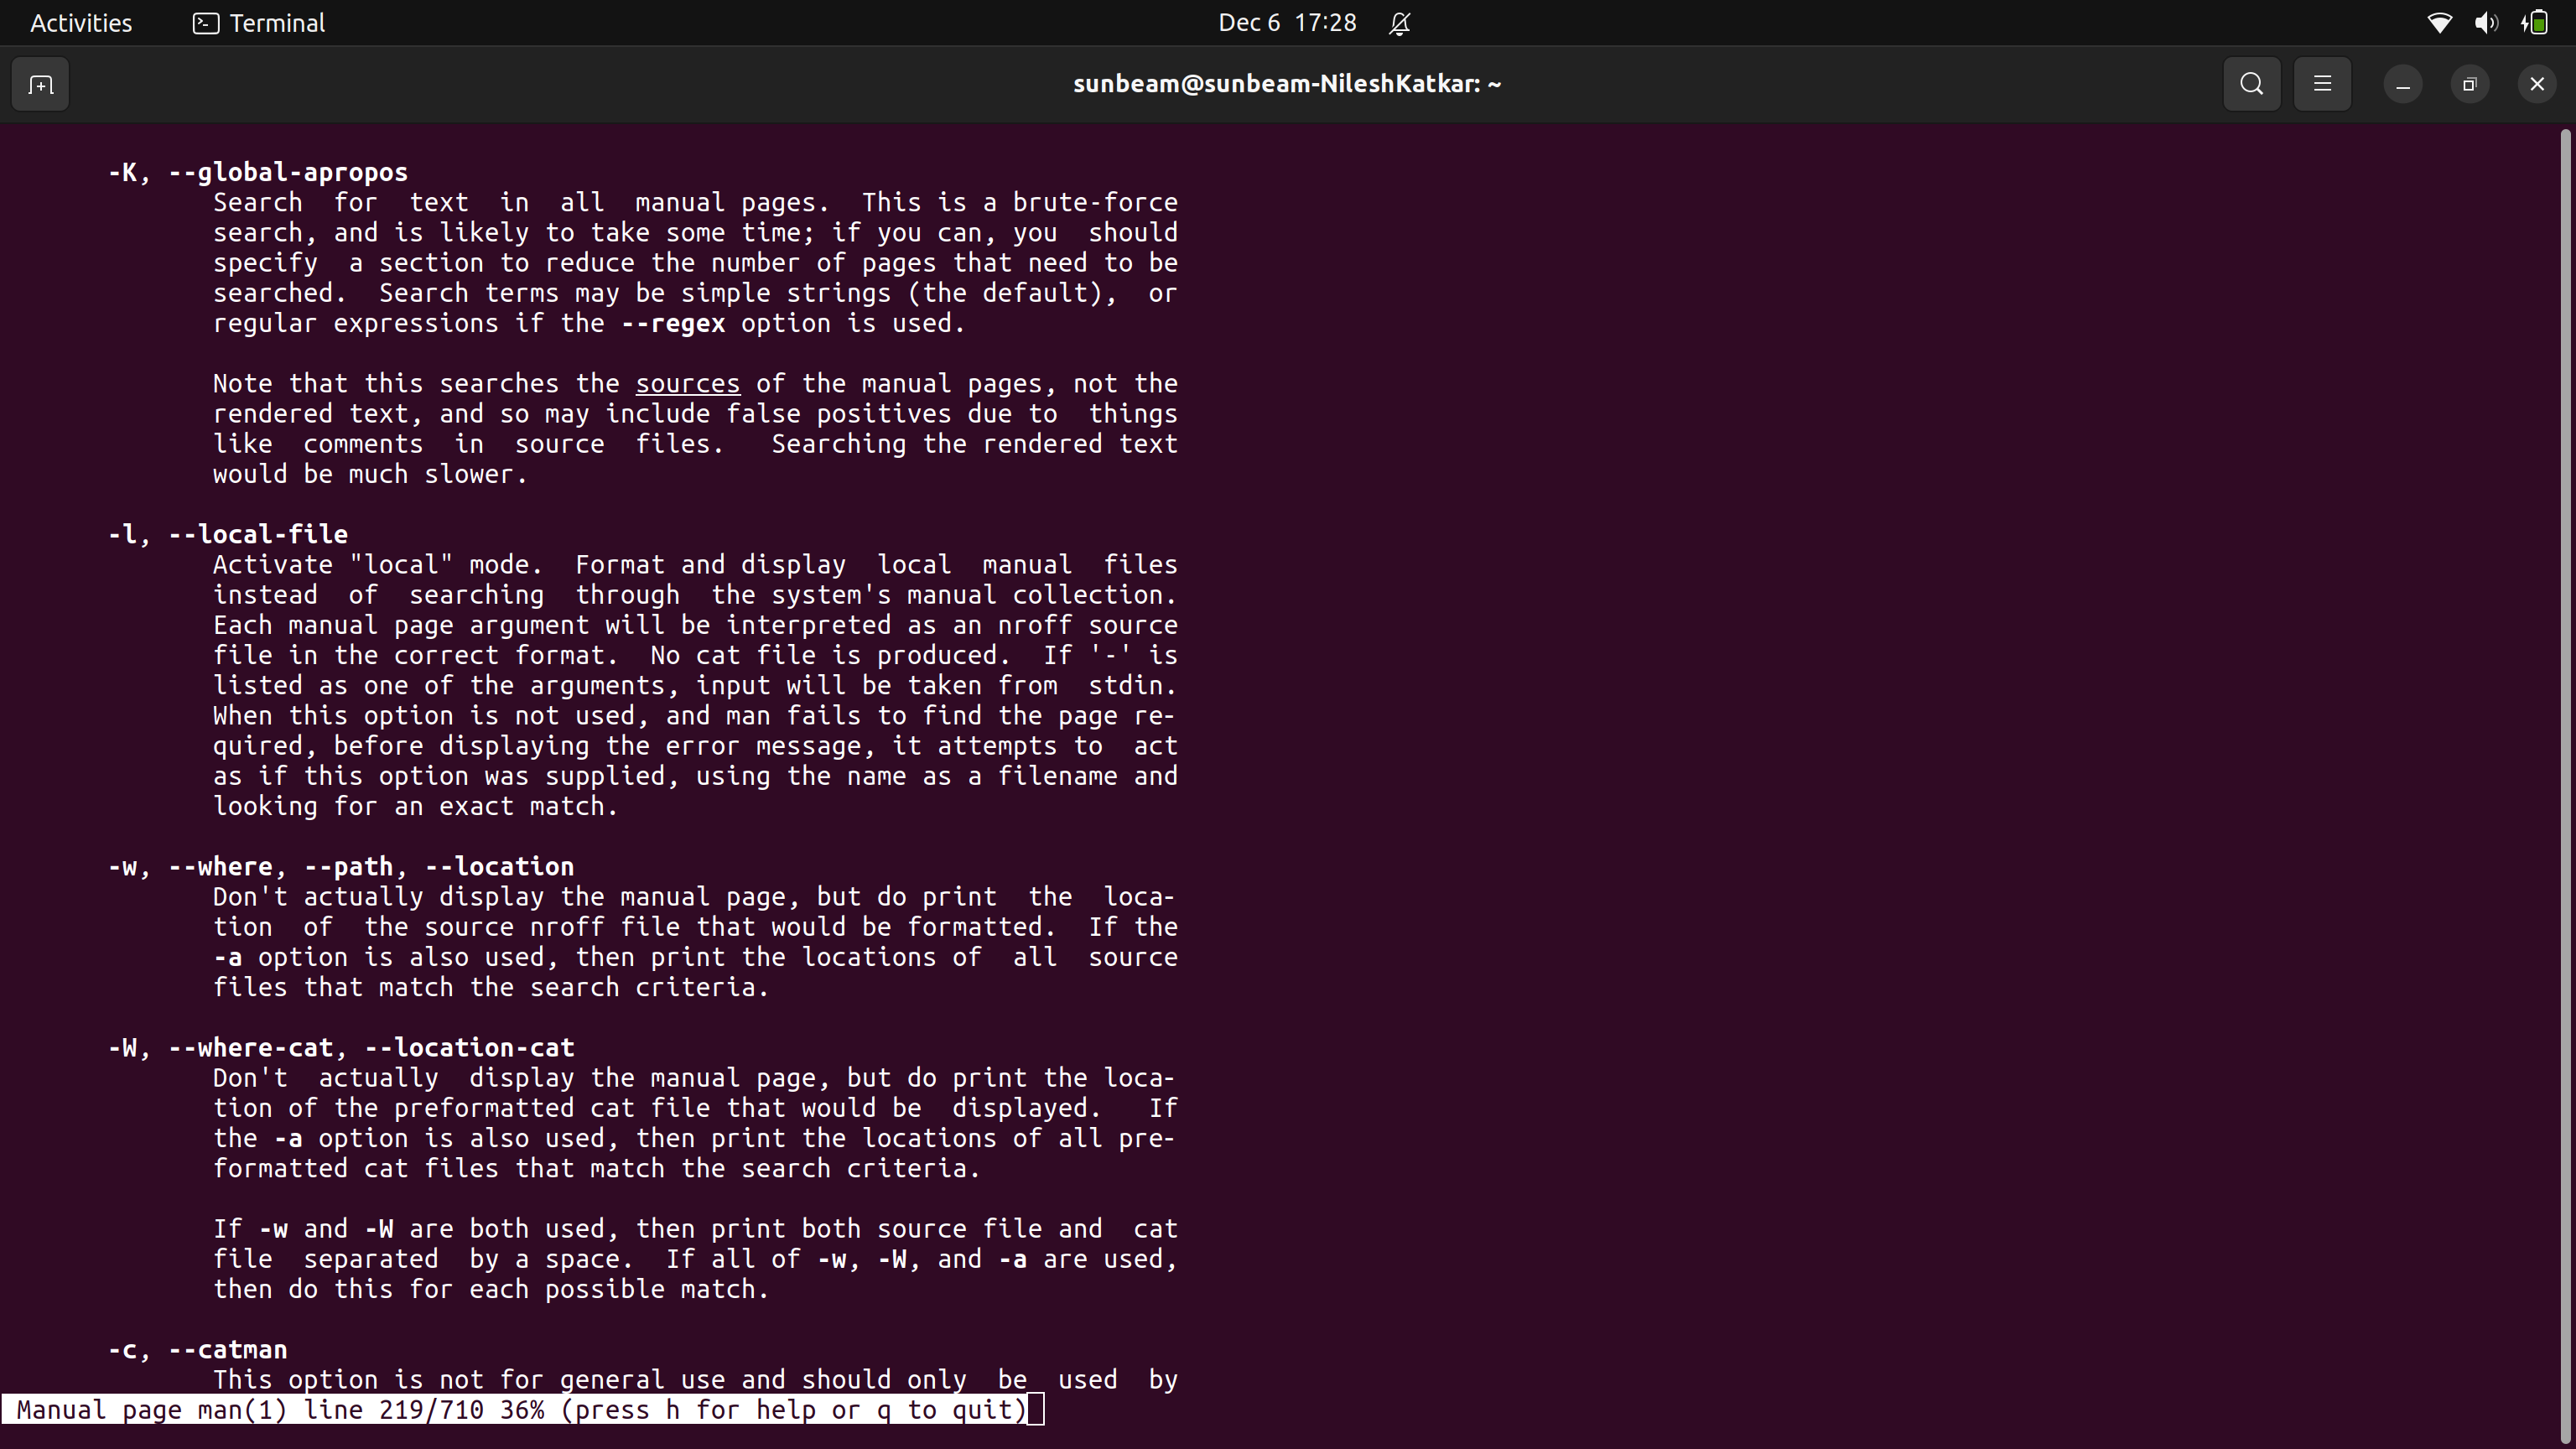 Activities
Terminal
Dec 6 17:28
sunbeam@sunbeam-NileshKatkar: ~
-K, --global-apropos
Search  for  text  in  all  manual pages.  This is a brute-force
search, and is likely to take some time; if you can, you  should
specify  a section to reduce the number of pages that need to be
searched.  Search terms may be simple strings (the default),  or
regular expressions if the --regex option is used.
Note that this searches the sources of the manual pages, not the
rendered text, and so may include false positives due to  things
like  comments  in  source  files.   Searching the rendered text
would be much slower.
-l, --local-file
Activate "local" mode.  Format and display  local  manual  files
instead  of  searching  through  the system's manual collection.
Each manual page argument will be interpreted as an nroff source
file in the correct format.  No cat file is produced.  If '-' is
listed as one of the arguments, input will be taken from  stdin.
When this option is not used, and man fails to find the page re-
quired, before displaying the error message, it attempts to  act
as if this option was supplied, using the name as a filename and
looking for an exact match.
-w, --where, --path, --location
Don't actually display the manual page, but do print  the  loca-
tion  of  the source nroff file that would be formatted.  If the
-a option is also used, then print the locations of  all  source
files that match the search criteria.
-W, --where-cat, --location-cat
Don't  actually  display the manual page, but do print the loca-
tion of the preformatted cat file that would be  displayed.   If
the -a option is also used, then print the locations of all pre-
formatted cat files that match the search criteria.
If -w and -W are both used, then print both source file and  cat
file  separated  by a space.  If all of -w, -W, and -a are used,
then do this for each possible match.
-c, --catman
This option is not for general use and should only  be  used  by
Manual page man(1) line 219/710 36% (press h for help or q to quit)